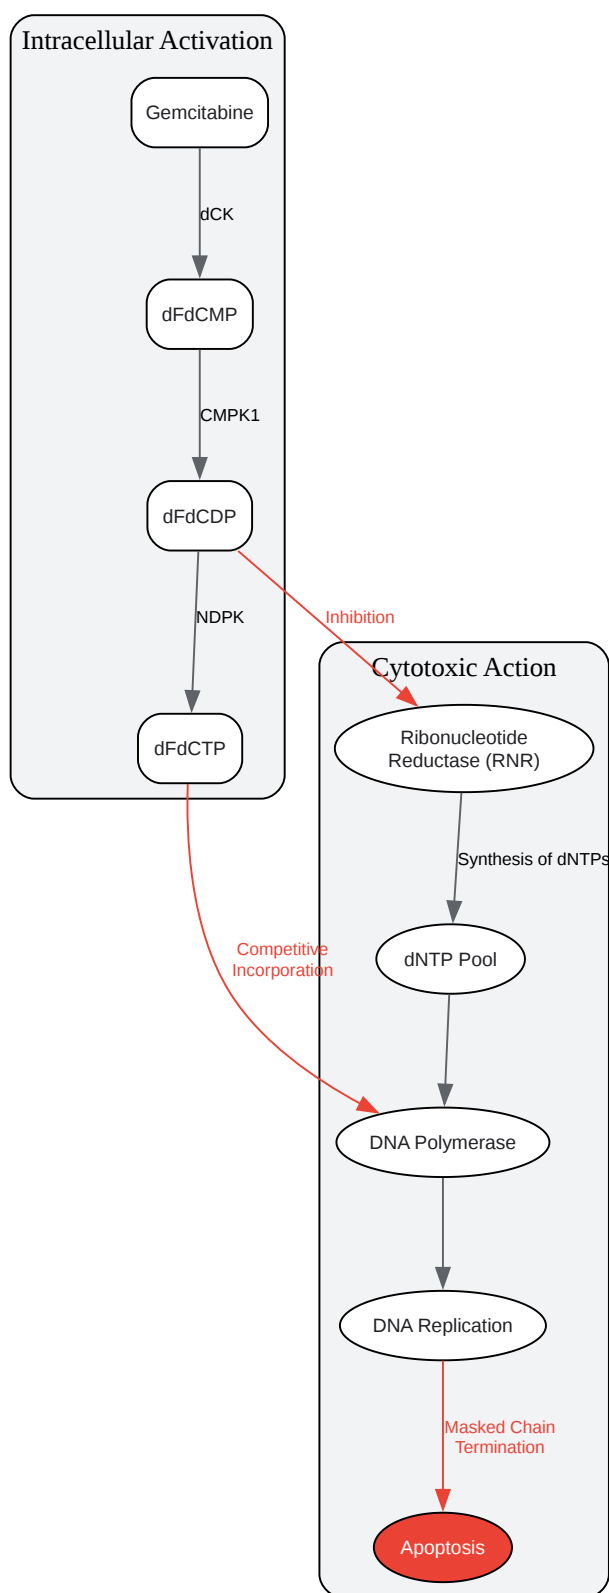 Intracellular Activation
Gemcitabine
dCK
dFdCMP
CMPK1
dFdCDP
NDPK
Inhibition
dFdCTP
Cytotoxic Action
Ribonucleotide
Reductase (RNR)
Synthesis of dNTPs
dNTP Pool
Competitive
Incorporation
DNA Polymerase
DNA Replication
Masked Chain
Termination
Apoptosis